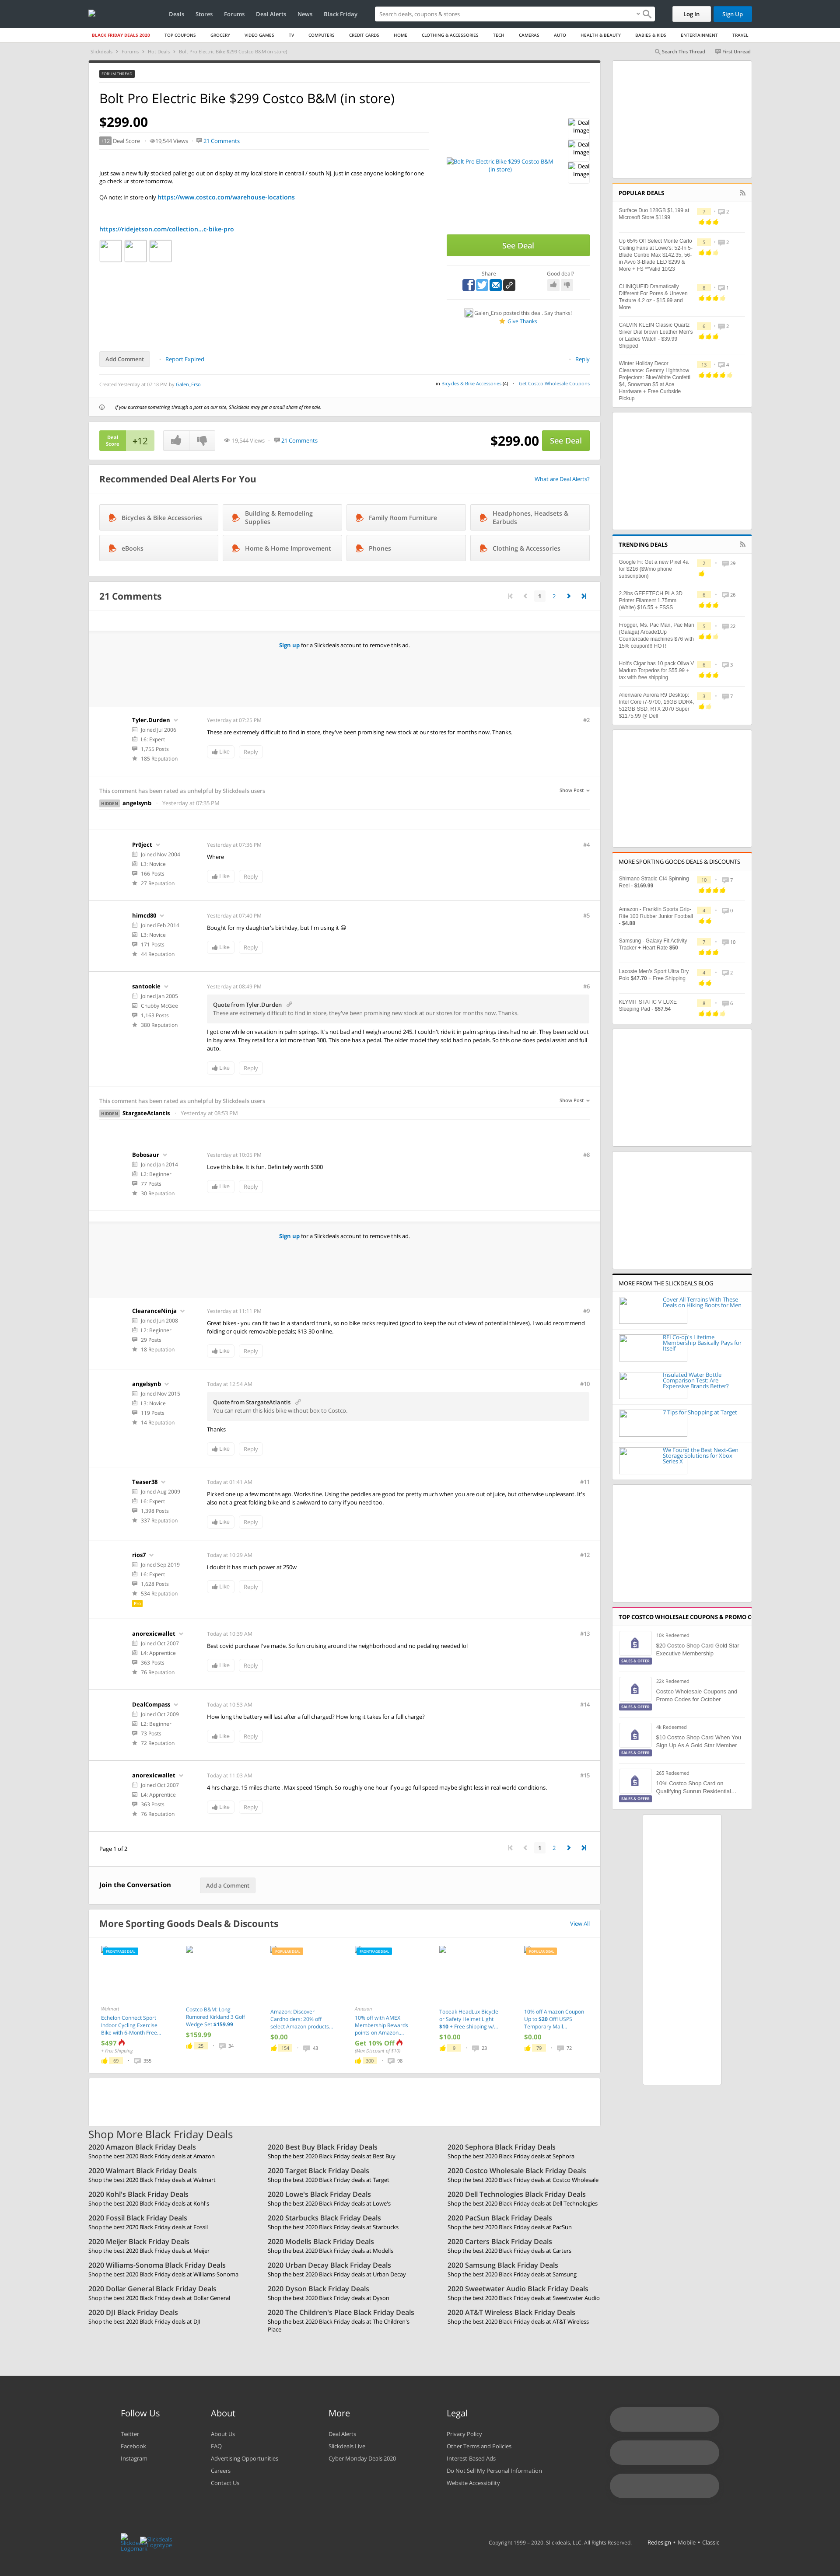 Deals Stores Forums Deal Alerts News Black Friday
Search deals, coupons & stores
Log In Sign Up
BLACK FRIDAY DEALS 2020 TOP COUPONS GROCERY VIDEO GAMES TV COMPUTERS CREDIT CARDS HOME CLOTHING & ACCESSORIES TECH CAMERAS AUTO HEALTH & BEAUTY BABIES & KIDS ENTERTAINMENT TRAVEL
Slickdeals Forums Hot Deals Bolt Pro Electric Bike $299 Costco B&M (in store)
Search This Thread First Unread
FORUM THREAD
Bolt Pro Electric Bike $299 Costco B&M (in store)
$299.00
+12 Deal Score 19,544 Views 21 Comments
Just saw a new fully stocked pallet go out on display at my local store in centrall / south NJ. Just in case anyone looking for one go check ur store tomorrow.
QA note: In store only https://www.costco.com/warehouse-locations
https://ridejetson.com/collection...c-bike-pro
Bolt Pro Electric Bike $299 Costco B&M (in store)
Deal Image
Deal Image
Deal Image
See Deal
Share
Good deal?
Galen_Erso posted this deal. Say thanks!
Give Thanks
Add Comment Report Expired
Reply
Created Yesterday at 07:18 PM by Galen_Erso
in Bicycles & Bike Accessories (4) Get Costco Wholesale Coupons
If you purchase something through a post on our site, Slickdeals may get a small share of the sale.
Deal Score +12
19,544 Views 21 Comments
$299.00 See Deal
Recommended Deal Alerts For You
What are Deal Alerts?
Bicycles & Bike Accessories
Building & Remodeling Supplies
Family Room Furniture
Headphones, Headsets & Earbuds
eBooks
Home & Home Improvement
Phones
Clothing & Accessories
21 Comments
1 2
Sign up for a Slickdeals account to remove this ad.
Tyler.Durden
Joined Jul 2006
L6: Expert
1,755 Posts
185 Reputation
Yesterday at 07:25 PM
#2
These are extremely difficult to find in store, they've been promising new stock at our stores for months now. Thanks.
Like Reply
This comment has been rated as unhelpful by Slickdeals users
Show Post
HIDDEN angelsynb Yesterday at 07:35 PM
Pr0ject
Joined Nov 2004
L3: Novice
166 Posts
27 Reputation
Yesterday at 07:36 PM
#4
Where
Like Reply
himcd80
Joined Feb 2014
L3: Novice
171 Posts
44 Reputation
Yesterday at 07:40 PM
#5
Bought for my daughter's birthday, but I'm using it 😀
Like Reply
santookie
Joined Jan 2005
Chubby McGee
1,163 Posts
380 Reputation
Yesterday at 08:49 PM
#6
Quote from Tyler.Durden
These are extremely difficult to find in store, they've been promising new stock at our stores for months now. Thanks.
I got one while on vacation in palm springs. It's not bad and I weigh around 245. I couldn't ride it in palm springs tires had no air. They been sold out in my bay area. They retail for a lot more than 300. This one has a pedal. The older model they sold had no pedals. So this one does pedal assist and full auto.
Like Reply
This comment has been rated as unhelpful by Slickdeals users
Show Post
HIDDEN StargateAtlantis Yesterday at 08:53 PM
Bobosaur
Joined Jan 2014
L2: Beginner
77 Posts
30 Reputation
Yesterday at 10:05 PM
#8
Love this bike. It is fun. Definitely worth $300
Like Reply
Sign up for a Slickdeals account to remove this ad.
ClearanceNinja
Joined Jun 2008
L2: Beginner
29 Posts
18 Reputation
Yesterday at 11:11 PM
#9
Great bikes - you can fit two in a standard trunk, so no bike racks required (good to keep the out of view of potential thieves). I would recommend folding or quick removable pedals; $13-30 online.
Like Reply
angelsynb
Joined Nov 2015
L3: Novice
119 Posts
14 Reputation
Today at 12:54 AM
#10
Quote from StargateAtlantis
You can return this kids bike without box to Costco.
Thanks
Like Reply
Teaser38
Joined Aug 2009
L6: Expert
1,398 Posts
337 Reputation
Today at 01:41 AM
#11
Picked one up a few months ago. Works fine. Using the peddles are good for pretty much when you are out of juice, but otherwise unpleasant. It's also not a great folding bike and is awkward to carry if you need too.
Like Reply
rios7
Joined Sep 2019
L6: Expert
1,628 Posts
534 Reputation
Pro
Today at 10:29 AM
#12
i doubt it has much power at 250w
Like Reply
anorexicwallet
Joined Oct 2007
L4: Apprentice
363 Posts
76 Reputation
Today at 10:39 AM
#13
Best covid purchase I've made. So fun cruising around the neighborhood and no pedaling needed lol
Like Reply
DealCompass
Joined Oct 2009
L2: Beginner
73 Posts
72 Reputation
Today at 10:53 AM
#14
How long the battery will last after a full charged? How long it takes for a full charge?
Like Reply
anorexicwallet
Joined Oct 2007
L4: Apprentice
363 Posts
76 Reputation
Today at 11:03 AM
#15
4 hrs charge. 15 miles charte . Max speed 15mph. So roughly one hour if you go full speed maybe slight less in real world conditions.
Like Reply
Page 1 of 2
1 2
Join the Conversation Add a Comment
More Sporting Goods Deals & Discounts
View All
FRONTPAGE DEAL
Walmart
Echelon Connect Sport Indoor Cycling Exercise Bike with 6-Month Free...
$497
+ Free Shipping
69 355
Costco B&M: Long Rumored Kirkland 3 Golf Wedge Set $159.99
$159.99
25 34
POPULAR DEAL
Amazon: Discover Cardholders: 20% off select Amazon products...
$0.00
154 43
FRONTPAGE DEAL
Amazon
10% off with AMEX Membership Rewards points on Amazon....
Get 10% Off
(Max Discount of $10)
300 98
Topeak HeadLux Bicycle or Safety Helmet Light $10 + Free shipping w/...
$10.00
9 23
POPULAR DEAL
10% off Amazon Coupon Up to $20 Off! USPS Temporary Mail...
$0.00
79 72
Shop More Black Friday Deals
2020 Amazon Black Friday Deals
Shop the best 2020 Black Friday deals at Amazon
2020 Best Buy Black Friday Deals
Shop the best 2020 Black Friday deals at Best Buy
2020 Sephora Black Friday Deals
Shop the best 2020 Black Friday deals at Sephora
2020 Walmart Black Friday Deals
Shop the best 2020 Black Friday deals at Walmart
2020 Target Black Friday Deals
Shop the best 2020 Black Friday deals at Target
2020 Costco Wholesale Black Friday Deals
Shop the best 2020 Black Friday deals at Costco Wholesale
2020 Kohl's Black Friday Deals
Shop the best 2020 Black Friday deals at Kohl's
2020 Lowe's Black Friday Deals
Shop the best 2020 Black Friday deals at Lowe's
2020 Dell Technologies Black Friday Deals
Shop the best 2020 Black Friday deals at Dell Technologies
2020 Fossil Black Friday Deals
Shop the best 2020 Black Friday deals at Fossil
2020 Starbucks Black Friday Deals
Shop the best 2020 Black Friday deals at Starbucks
2020 PacSun Black Friday Deals
Shop the best 2020 Black Friday deals at PacSun
2020 Meijer Black Friday Deals
Shop the best 2020 Black Friday deals at Meijer
2020 Modells Black Friday Deals
Shop the best 2020 Black Friday deals at Modells
2020 Carters Black Friday Deals
Shop the best 2020 Black Friday deals at Carters
2020 Williams-Sonoma Black Friday Deals
Shop the best 2020 Black Friday deals at Williams-Sonoma
2020 Urban Decay Black Friday Deals
Shop the best 2020 Black Friday deals at Urban Decay
2020 Samsung Black Friday Deals
Shop the best 2020 Black Friday deals at Samsung
2020 Dollar General Black Friday Deals
Shop the best 2020 Black Friday deals at Dollar General
2020 Dyson Black Friday Deals
Shop the best 2020 Black Friday deals at Dyson
2020 Sweetwater Audio Black Friday Deals
Shop the best 2020 Black Friday deals at Sweetwater Audio
2020 DJI Black Friday Deals
Shop the best 2020 Black Friday deals at DJI
2020 The Children's Place Black Friday Deals
Shop the best 2020 Black Friday deals at The Children's Place
2020 AT&T Wireless Black Friday Deals
Shop the best 2020 Black Friday deals at AT&T Wireless
POPULAR DEALS
Surface Duo 128GB $1,199 at Microsoft Store $1199
7 2
Up 65% Off Select Monte Carlo Ceiling Fans at Lowe's: 52-In 5-Blade Centro Max $142.35, 56-in Avvo 3-Blade LED $299 & More + FS **Valid 10/23
5 2
CLINIQUEiD Dramatically Different For Pores & Uneven Texture 4.2 oz - $15.98 and More
8 1
CALVIN KLEIN Classic Quartz Silver Dial brown Leather Men's or Ladies Watch - $39.99 Shipped
6 2
Winter Holiday Decor Clearance: Gemmy Lightshow Projectors: Blue/White Confetti $4, Snowman $5 at Ace Hardware + Free Curbside Pickup
13 4
TRENDING DEALS
Google Fi: Get a new Pixel 4a for $216 ($9/mo phone subscription)
2 29
2.2lbs GEEETECH PLA 3D Printer Filament 1.75mm (White) $16.55 + FSSS
6 26
Frogger, Ms. Pac Man, Pac Man (Galaga) Arcade1Up Countercade machines $76 with 15% coupon!!! HOT!
5 22
Holt's Cigar has 10 pack Oliva V Maduro Torpedos for $55.99 + tax with free shipping
6 3
Alienware Aurora R9 Desktop: Intel Core i7-9700, 16GB DDR4, 512GB SSD, RTX 2070 Super $1175.99 @ Dell
3 7
MORE SPORTING GOODS DEALS & DISCOUNTS
Shimano Stradic CI4 Spinning Reel - $169.99
16 7
Amazon - Franklin Sports Grip-Rite 100 Rubber Junior Football - $4.88
4 0
Samsung - Galaxy Fit Activity Tracker + Heart Rate $50
7 10
Lacoste Men's Sport Ultra Dry Polo $47.70 + Free Shipping
4 2
KLYMIT STATIC V LUXE Sleeping Pad - $57.54
8 6
MORE FROM THE SLICKDEALS BLOG
Cover All Terrains With These Deals on Hiking Boots for Men
REI Co-op's Lifetime Membership Basically Pays for Itself
Insulated Water Bottle Comparison Test: Are Expensive Brands Better?
7 Tips for Shopping at Target
We Found the Best Next-Gen Storage Solutions for Xbox Series X
TOP COSTCO WHOLESALE COUPONS & PROMO C
10k Redeemed
$20 Costco Shop Card Gold Star Executive Membership
SALES & OFFER
22k Redeemed
Costco Wholesale Coupons and Promo Codes for October
SALES & OFFER
4k Redeemed
$10 Costco Shop Card When You Sign Up As A Gold Star Member
SALES & OFFER
265 Redeemed
10% Costco Shop Card on Qualifying Sunrun Residential...
SALES & OFFER
Follow Us
Twitter
Facebook
Instagram
About
About Us
FAQ
Advertising Opportunities
Careers
Contact Us
More
Deal Alerts
Slickdeals Live
Cyber Monday Deals 2020
Legal
Privacy Policy
Other Terms and Policies
Interest-Based Ads
Do Not Sell My Personal Information
Website Accessibility
Slickdeals Logomark Slickdeals Logotype
Copyright 1999 – 2020. Slickdeals, LLC. All Rights Reserved. Redesign • Mobile • Classic